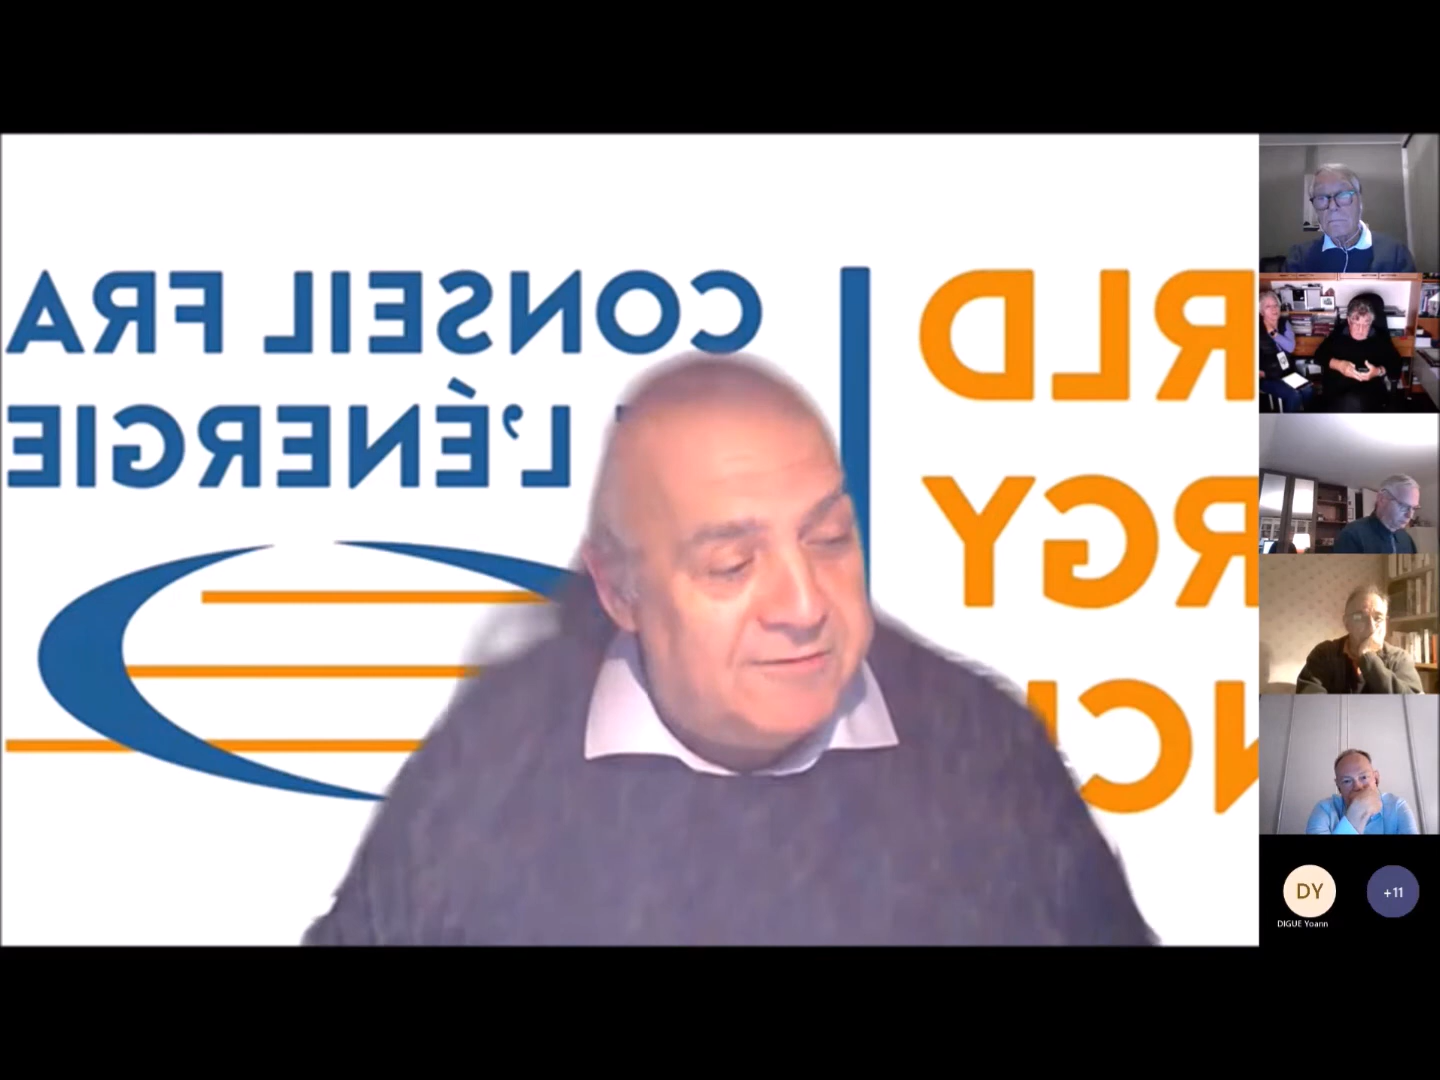 CONSEIL FRA
L'ÉNERGIE
RLD
RGY
NCI
DY
+11
DIGUE Yoann